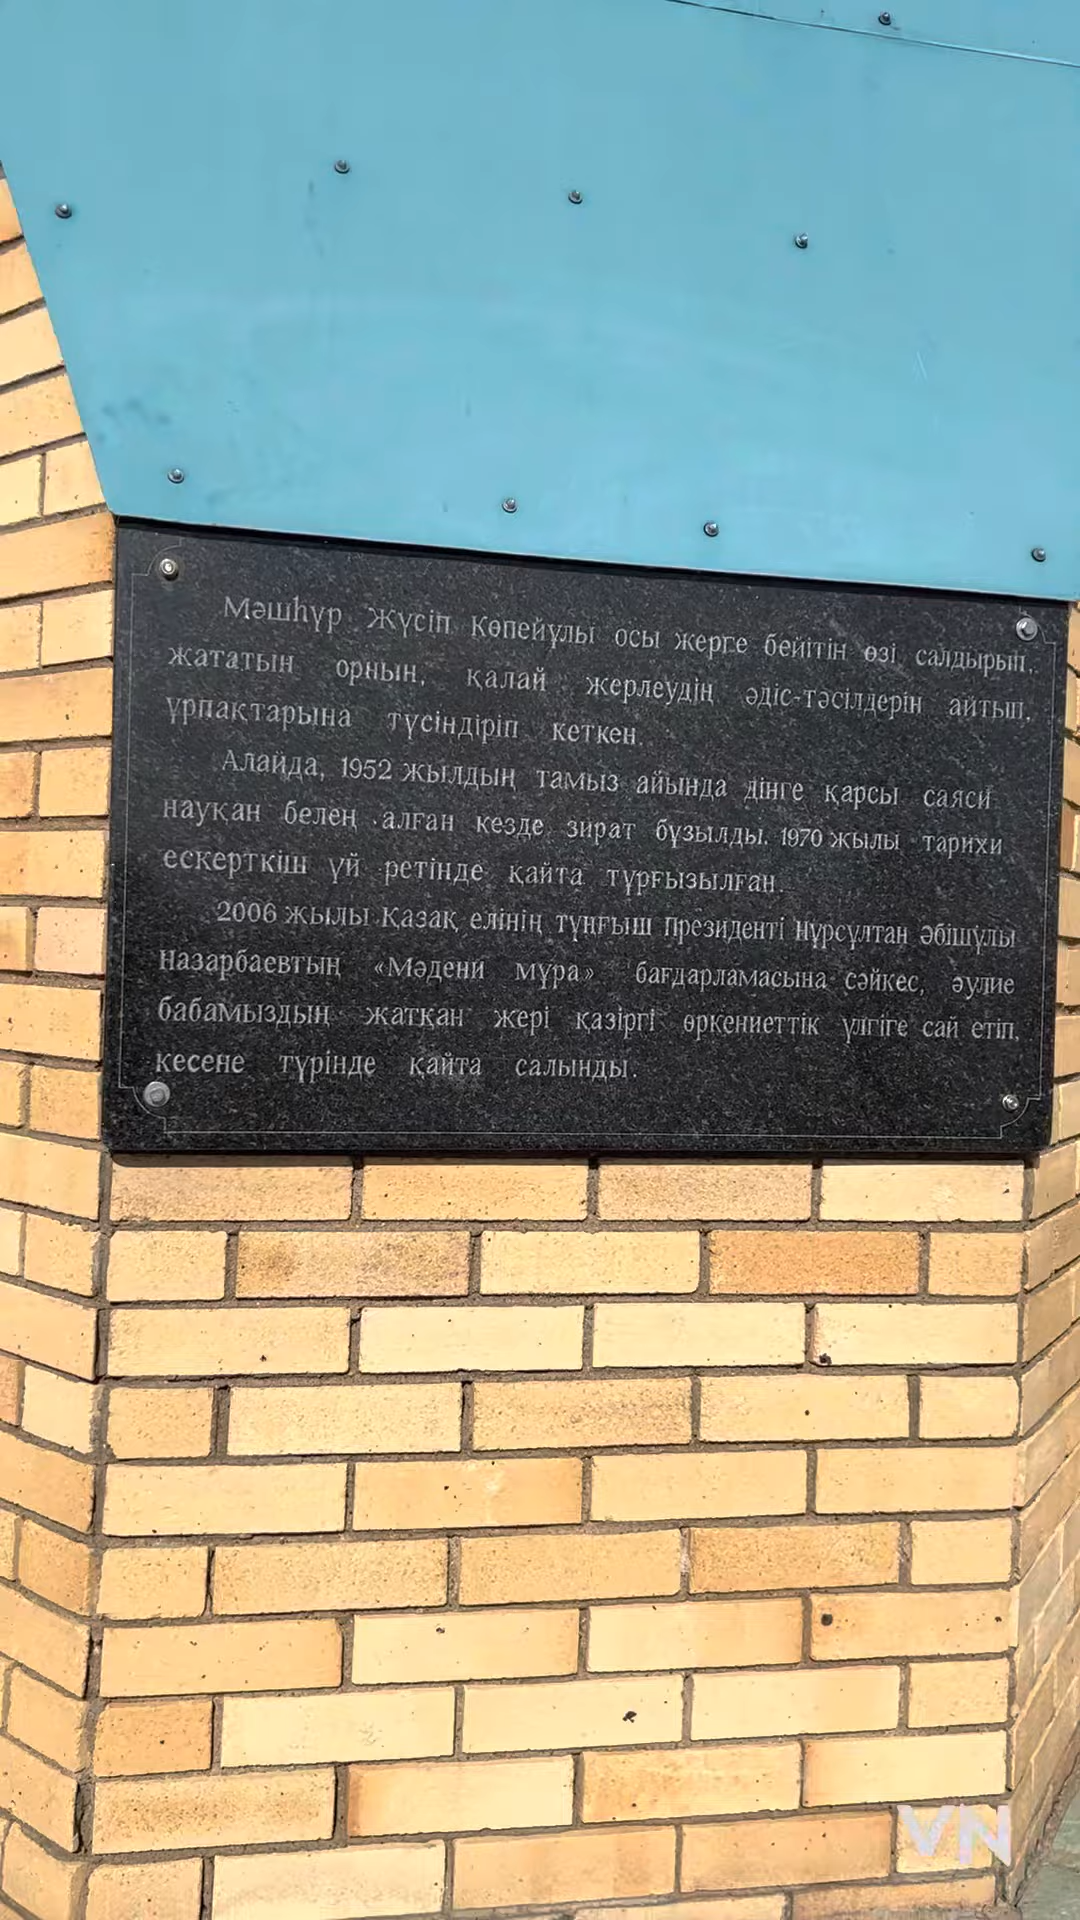 Мәшһүр Жүсіп Көпейұлы осы жерге бейітін өзі салдырып,
жататын орнын, қалай жерлеудің әдіс-тәсілдерін айтып,
ұрпақтарына түсіндіріп кеткен.
Алайда, 1952 жылдың тамыз айында дінге қарсы саяси
науқан белең алған кезде зират бұзылды. 1970 жылы тарихи
ескерткіш үй ретінде қайта тұрғызылған.
2006 жылы Қазақ елінің тұңғыш Президенті Нұрсұлтан Әбішұлы
Назарбаевтың «Мәдени мұра» бағдарламасына сәйкес, әулие
бабамыздың жатқан жері қазіргі өркениеттік үлгіге сай етіп,
кесене түрінде қайта салынды.
VN